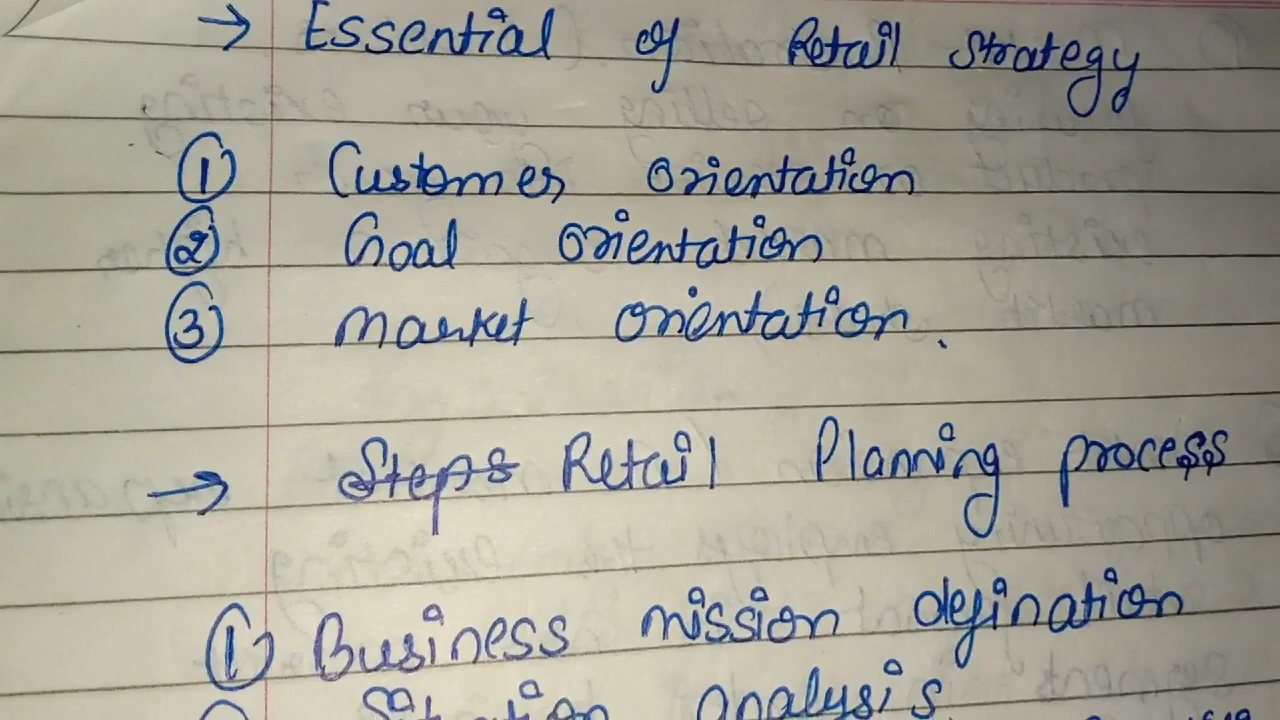 → Essential of Retail Strategy
① Customer orientation
② Goal orientation
③ market orientation.
→ Steps Retail Planning process
① Business mission defination
analysis